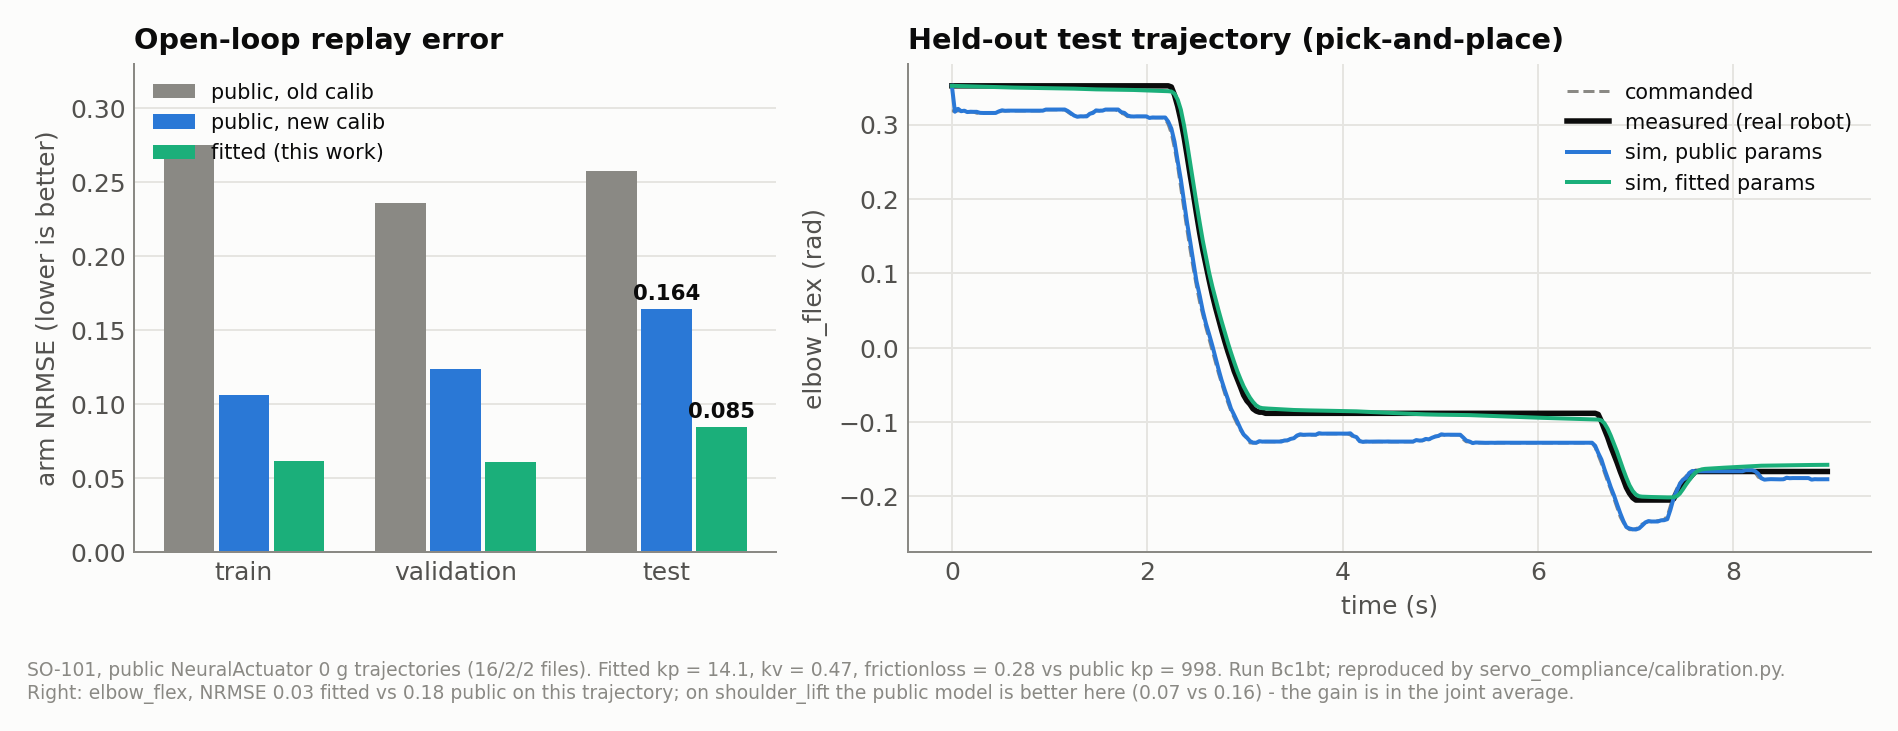 Open-loop replay error
public, old calib
public, new calib
fitted (this work)
arm NRMSE (lower is better)
0.30
0.25
0.20
0.15
0.10
0.05
0.00
0.164
0.085
train
validation
test
Held-out test trajectory (pick-and-place)
commanded
measured (real robot)
sim, public params
sim, fitted params
elbow_flex (rad)
0.3
0.2
0.1
0.0
−0.1
−0.2
0
2
4
6
8
time (s)
SO-101, public NeuralActuator 0 g trajectories (16/2/2 files). Fitted kp = 14.1, kv = 0.47, frictionloss = 0.28 vs public kp = 998. Run Bc1bt; reproduced by servo_compliance/calibration.py.
Right: elbow_flex, NRMSE 0.03 fitted vs 0.18 public on this trajectory; on shoulder_lift the public model is better here (0.07 vs 0.16) - the gain is in the joint average.